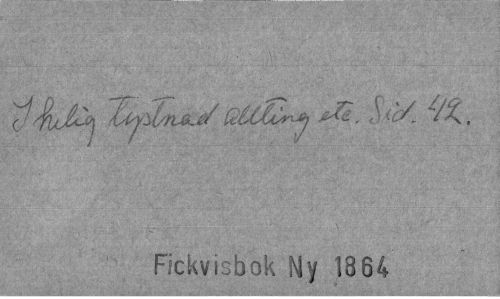 I helig tystnad allting etc. Sid. 42.
Fickvisbok Ny 1864